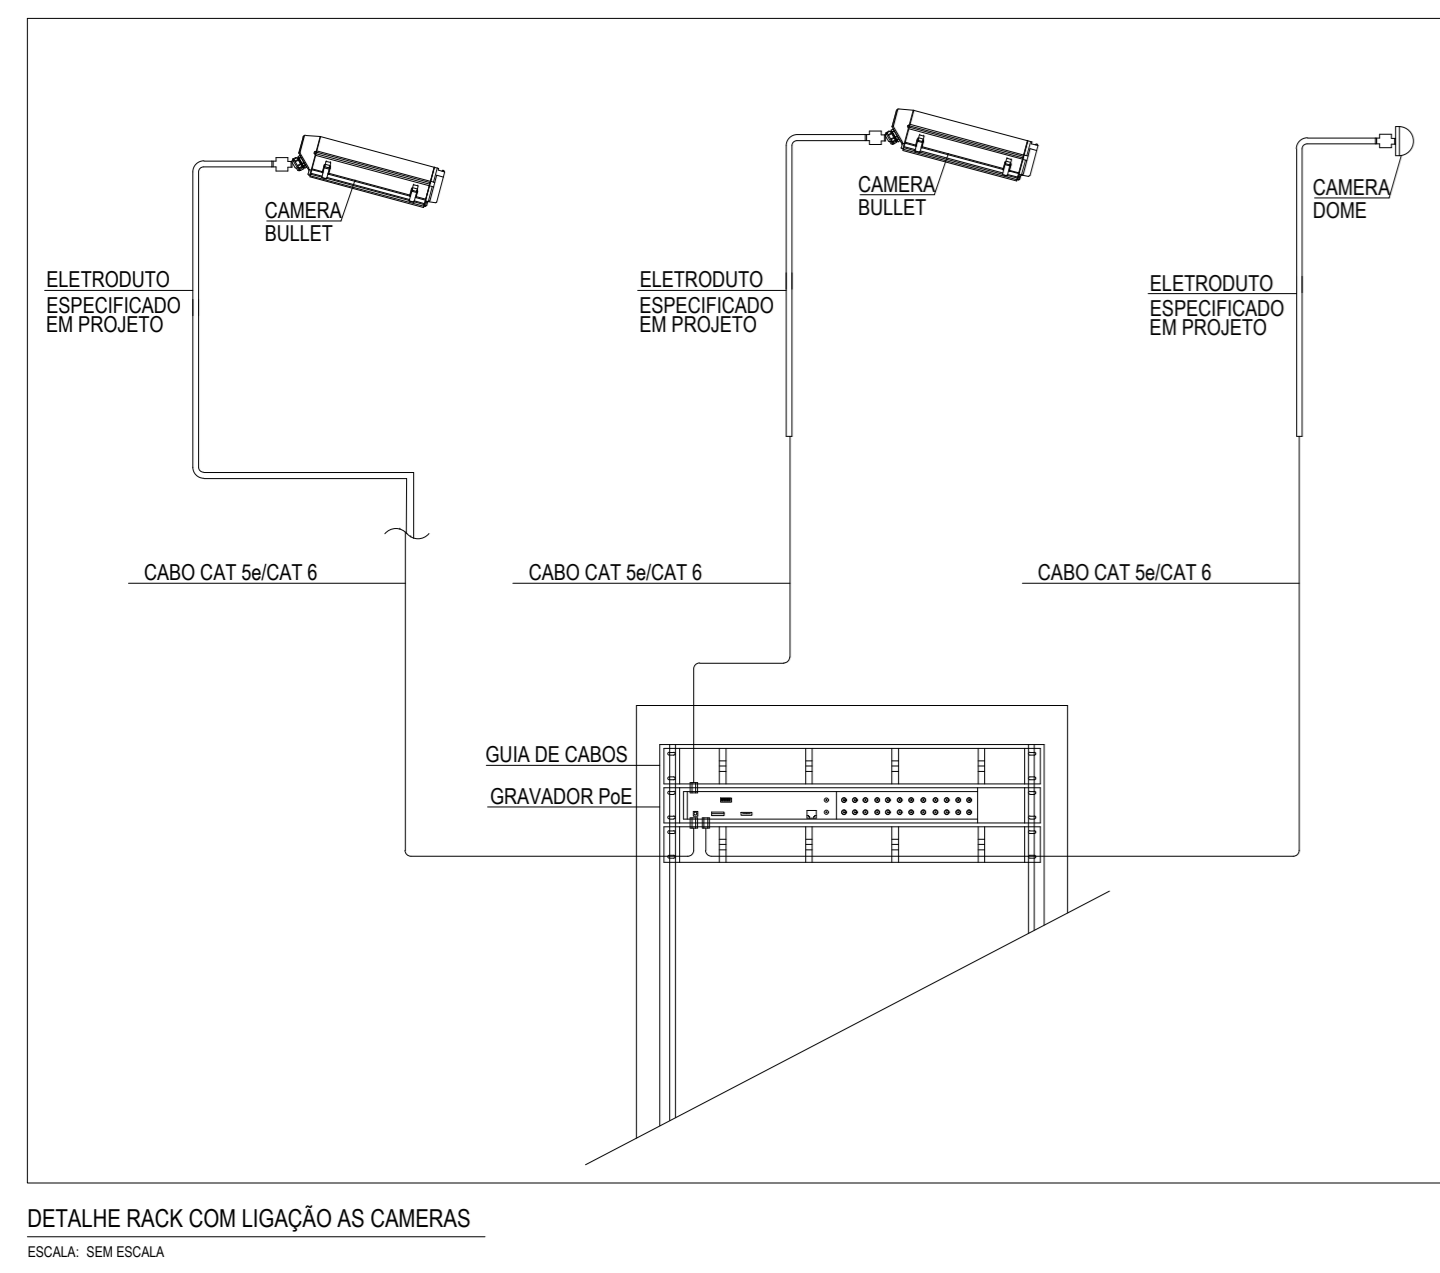 CAMERA
BULLET
CAMERA
BULLET
CAMERA
DOME
ELETRODUTO
ESPECIFICADO
EM PROJETO
ELETRODUTO
ESPECIFICADO
EM PROJETO
ELETRODUTO
ESPECIFICADO
EM PROJETO
CABO CAT 5e/CAT 6
CABO CAT 5e/CAT 6
CABO CAT 5e/CAT 6
GUIA DE CABOS
GRAVADOR PoE
DETALHE RACK COM LIGAÇÃO AS CAMERAS
ESCALA: SEM ESCALA